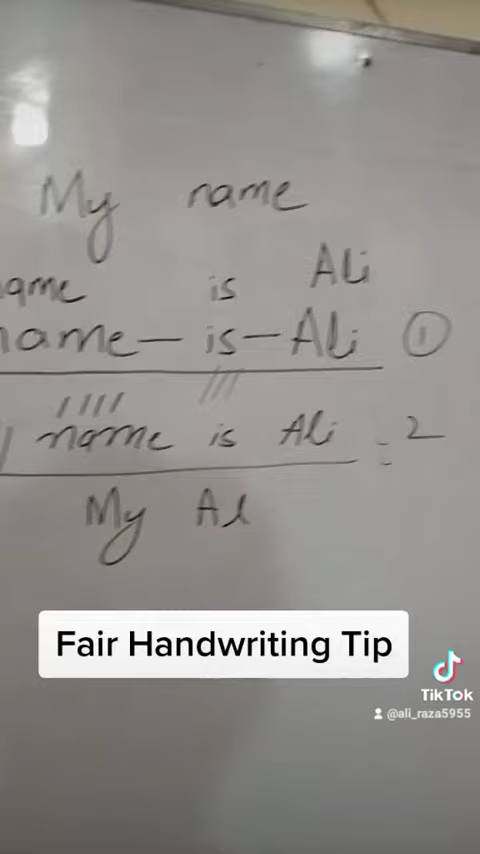 My name
name is Ali
name — is — Ali ①
name is Ali : 2
My Al
Fair Handwriting Tip
TikTok
@ali_raza5955